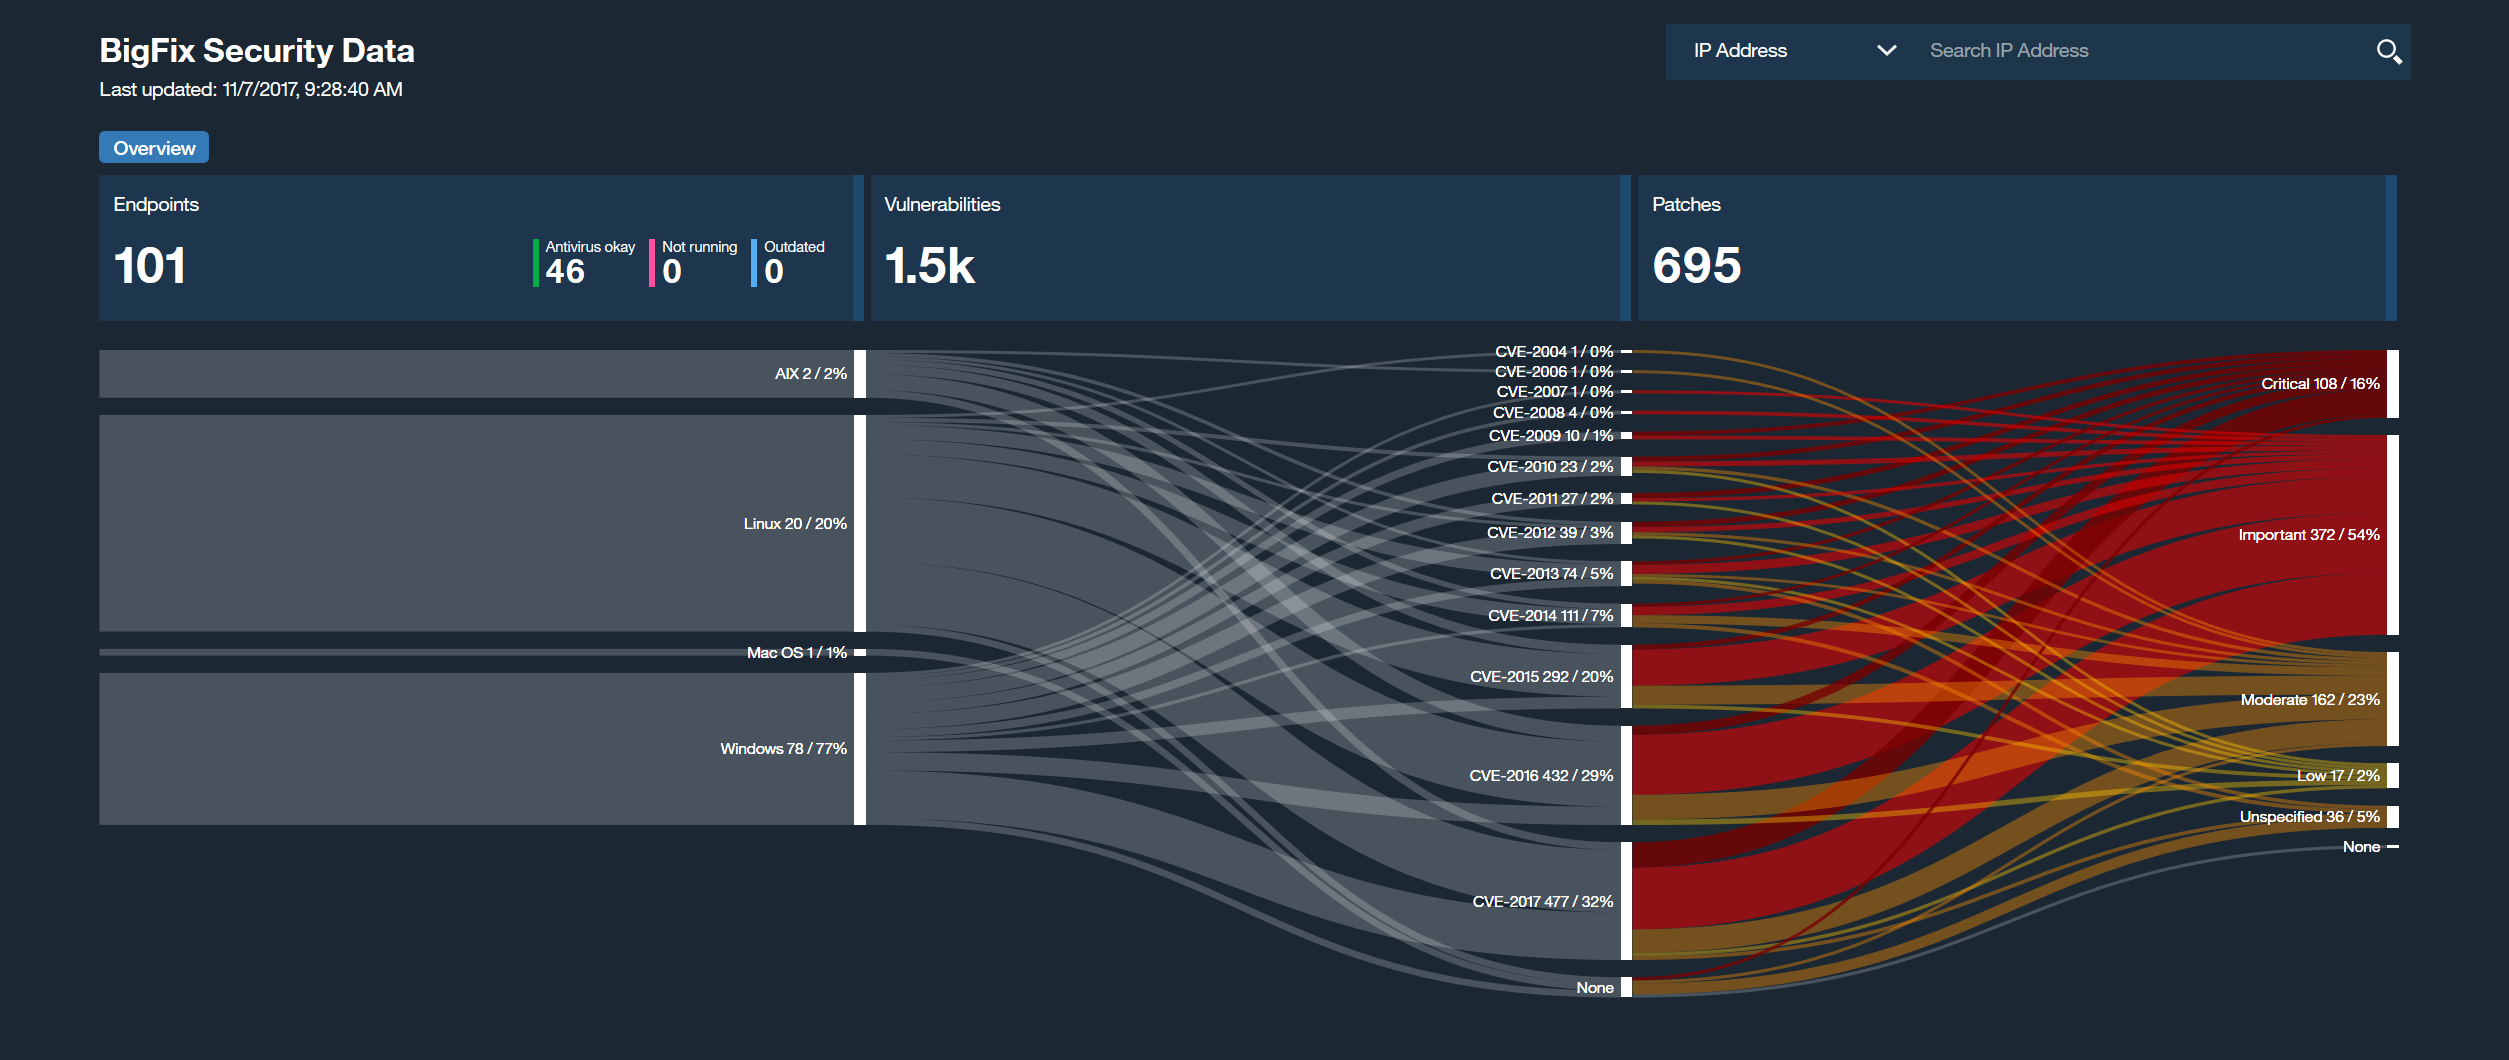 BigFix Security Data
Last updated: 11/7/2017, 9:28:40 AM
IP Address
Search IP Address
Overview
Endpoints
101
Antivirus okay
46
Not running
0
Outdated
0
Vulnerabilities
1.5k
Patches
695
AIX 2 / 2%
Linux 20 / 20%
Mac OS 1 / 1%
Windows 78 / 77%
CVE-2004 1 / 0%
CVE-2006 1 / 0%
CVE-2007 1 / 0%
CVE-2008 4 / 0%
CVE-2009 10 / 1%
CVE-2010 23 / 2%
CVE-2011 27 / 2%
CVE-2012 39 / 3%
CVE-2013 74 / 5%
CVE-2014 111 / 7%
CVE-2015 292 / 20%
CVE-2016 432 / 29%
CVE-2017 477 / 32%
None
Critical 108 / 16%
Important 372 / 54%
Moderate 162 / 23%
Low 17 / 2%
Unspecified 36 / 5%
None